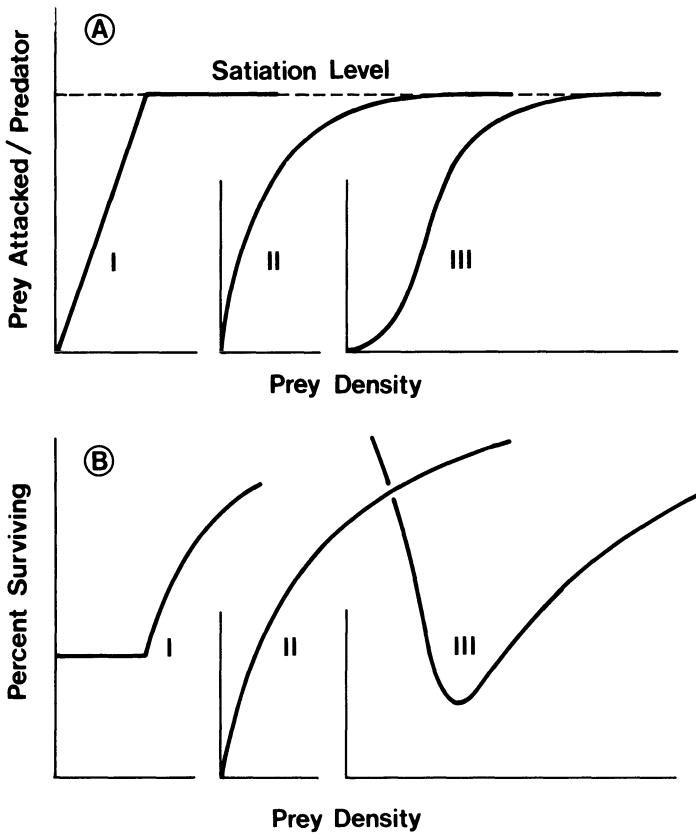 A
Satiation Level
Prey Attacked / Predator
I
II
III
Prey Density
B
Percent Surviving
I
II
III
Prey Density